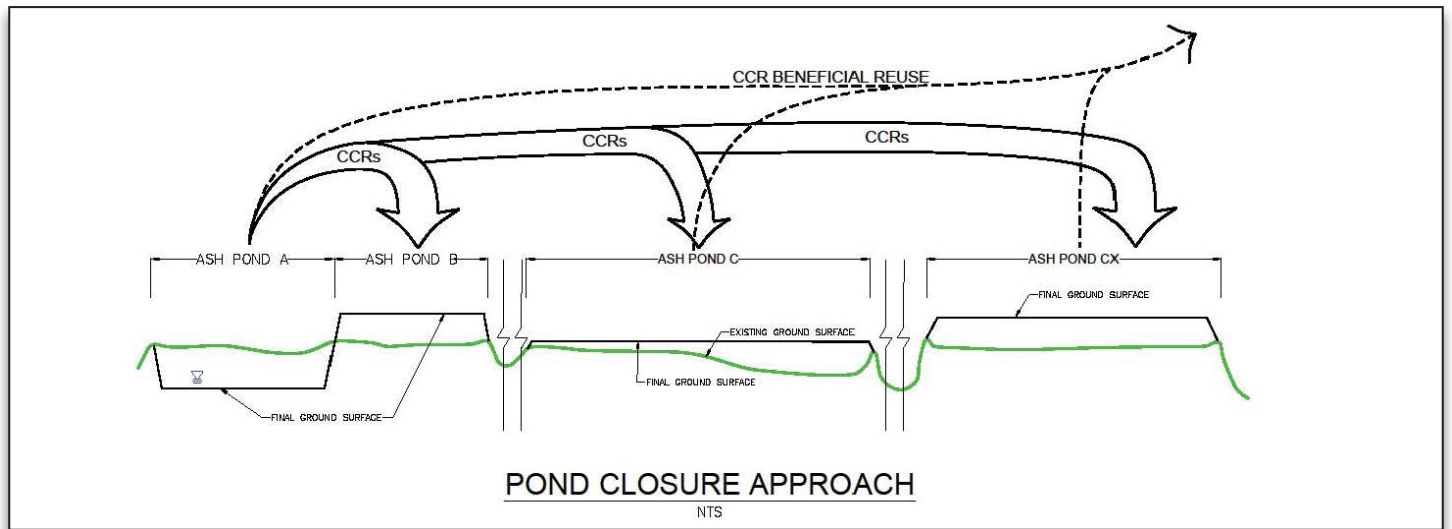 CCR BENEFICIAL REUSE
CCRs
CCRs
CCRs
ASH POND A
ASH POND B
ASH POND C
ASH POND CX
FINAL GROUND SURFACE
EXISTING GROUND SURFACE
FINAL GROUND SURFACE
FINAL GROUND SURFACE
POND CLOSURE APPROACH
NTS